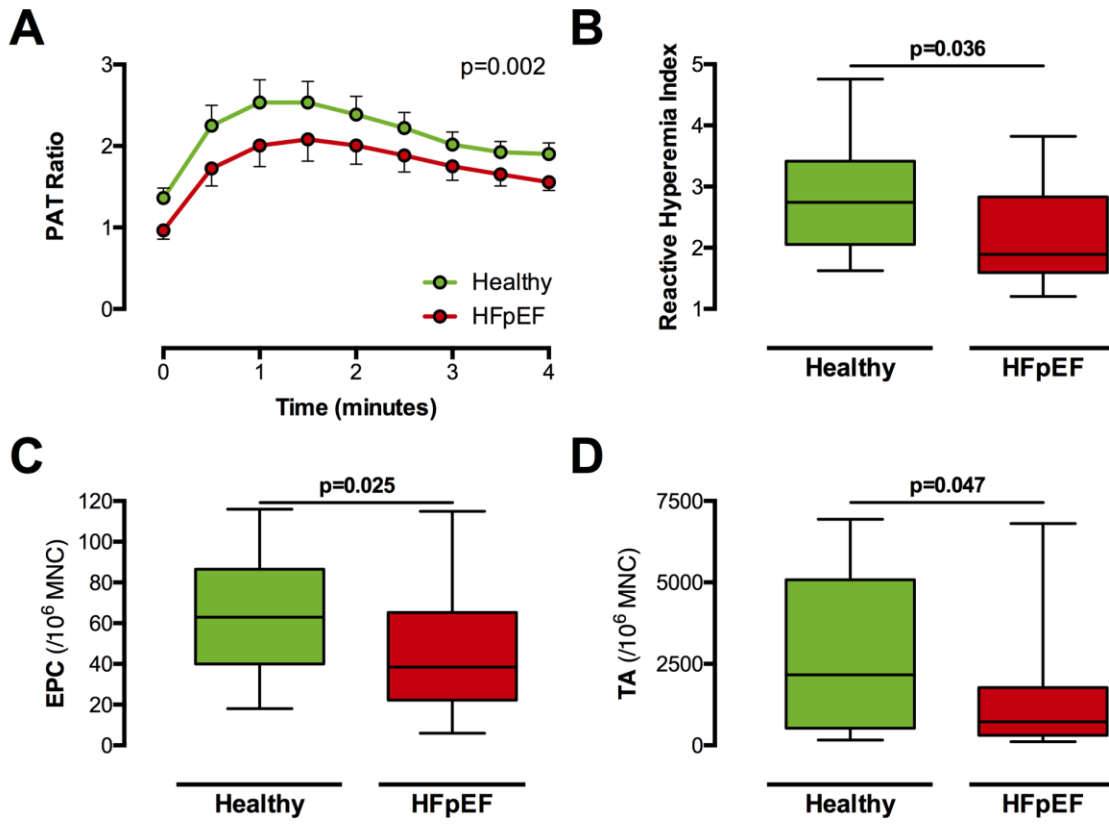 A
p=0.002
3
2
1
0
PAT Ratio
Healthy
HFpEF
0 1 2 3 4
Time (minutes)
B
p=0.036
5
4
3
2
1
Reactive Hyperemia Index
Healthy HFpEF
C
p=0.025
120
100
80
60
40
20
0
EPC (/10⁶ MNC)
Healthy HFpEF
D
p=0.047
7500
5000
2500
0
TA (/10⁶ MNC)
Healthy HFpEF